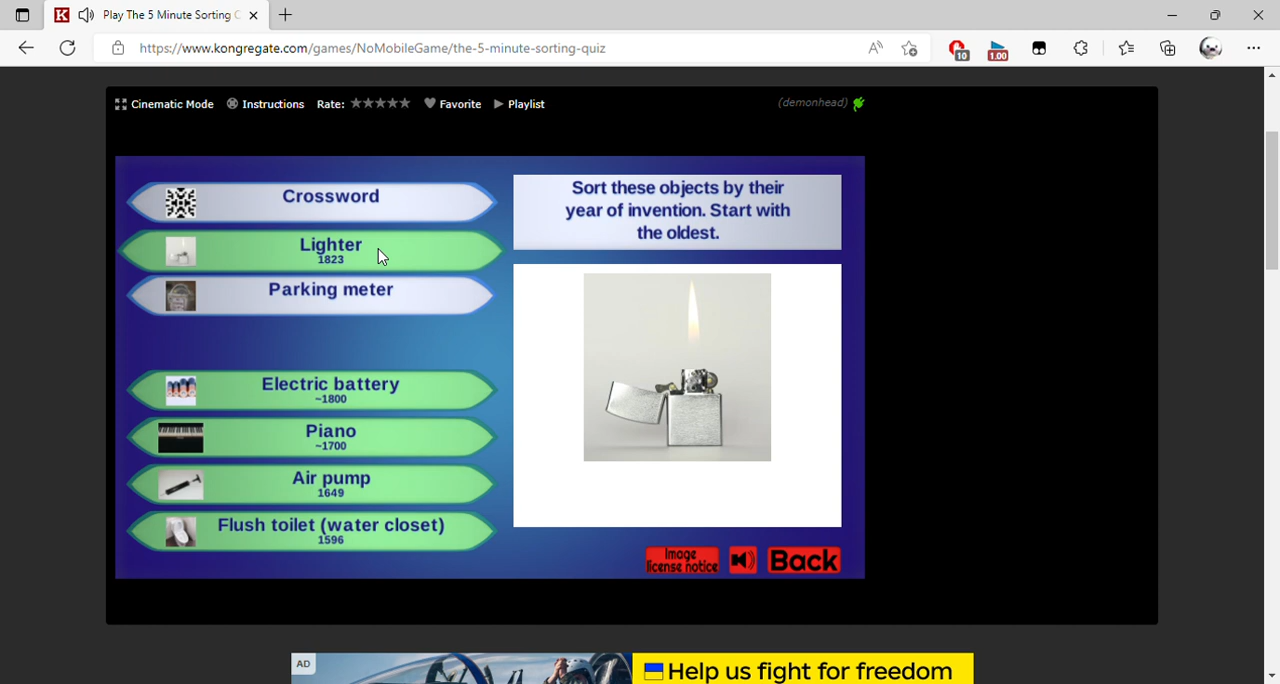 Play The 5 Minute Sorting
https://www.kongregate.com/games/NoMobileGame/the-5-minute-sorting-quiz
10
1.00
Cinematic Mode
Instructions
Rate:
Favorite
Playlist
(demonhead)
Crossword
Lighter
1823
Parking meter
Electric battery
~1800
Piano
~1700
Air pump
1649
Flush toilet (water closet)
1596
Sort these objects by their
year of invention. Start with
the oldest.
Image
license notice
Back
AD
Help us fight for freedom